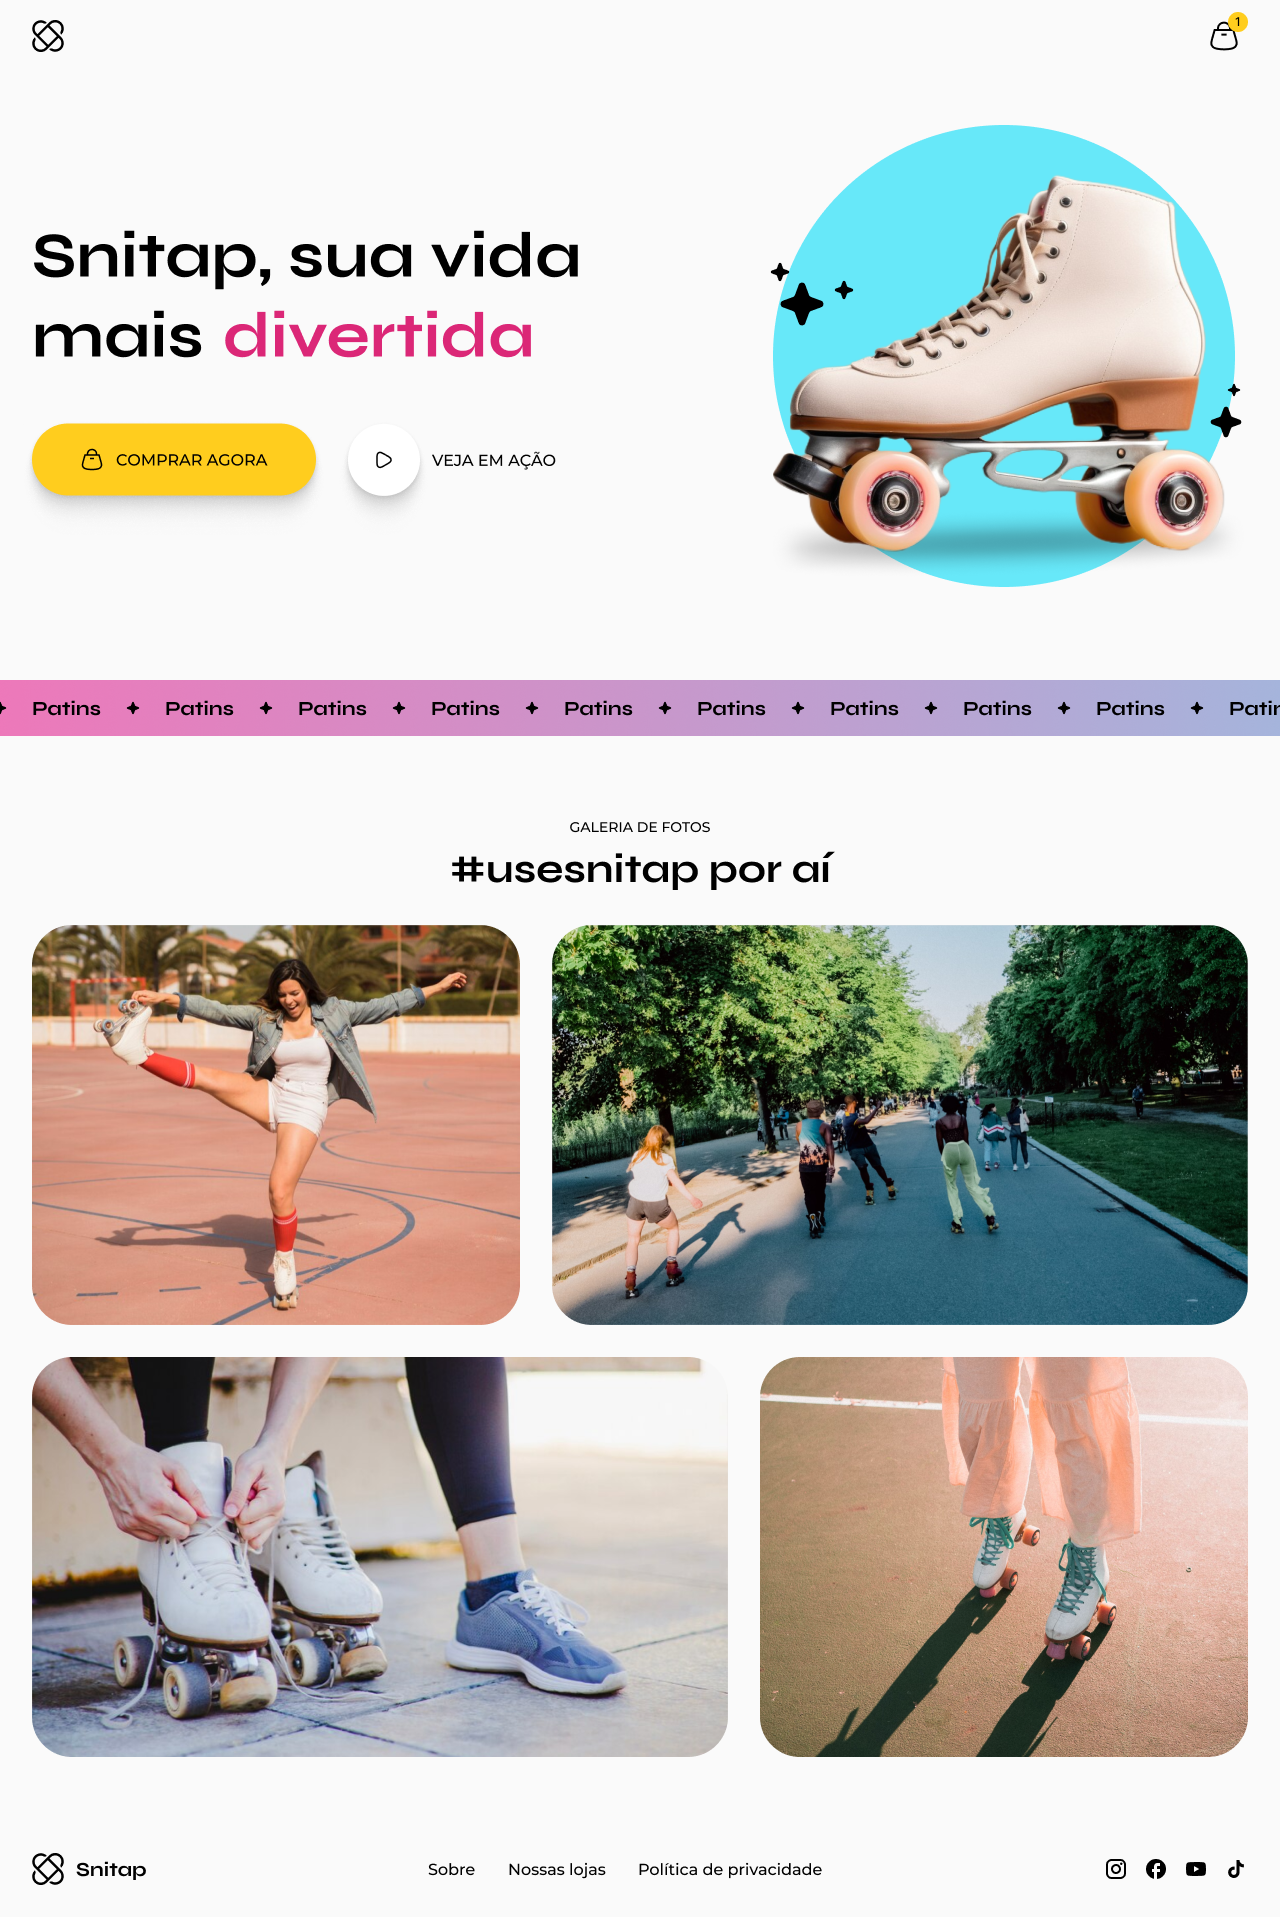 1
Snitap, sua vida
mais divertida
COMPRAR AGORA
VEJA EM AÇÃO
Patins Patins Patins Patins Patins Patins Patins Patins Patins Patin
GALERIA DE FOTOS
#usesnitap por aí
Snitap
Sobre
Nossas lojas
Política de privacidade